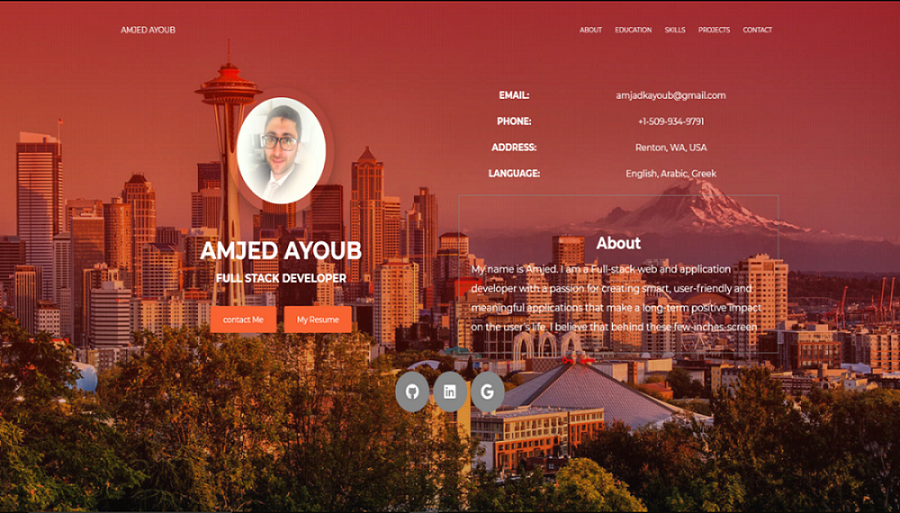 AMJED AYOUB
ABOUT EDUCATION SKILLS PROJECTS CONTACT
AMJED AYOUB
FULL STACK DEVELOPER
contact Me My Resume
EMAIL: amjadkayoub@gmail.com
PHONE: +1-509-934-9791
ADDRESS: Renton, WA, USA
LANGUAGE: English, Arabic, Greek
About
My name is Amjed. I am a Full-stack web and application
developer with a passion for creating smart, user-friendly and
meaningful applications that make a long-term positive impact
on the user's life. I believe that behind these few-inches screen